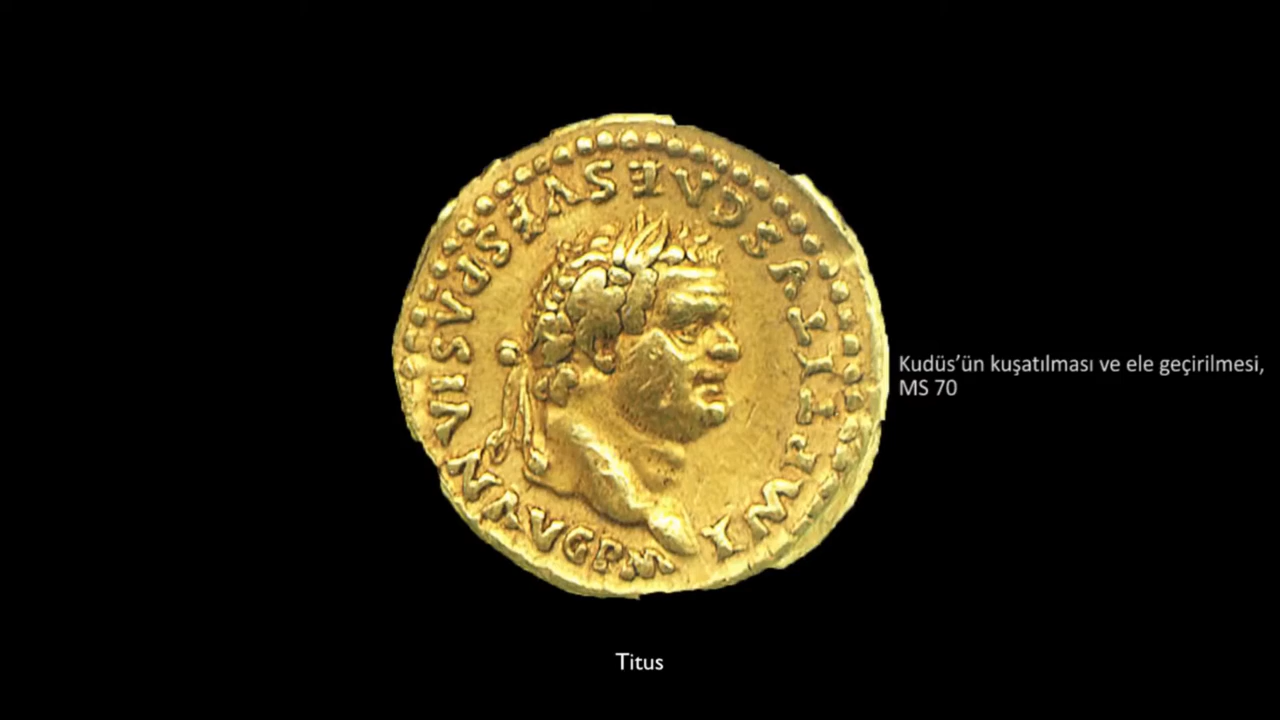 IMP TITVS CAES VESPASIAN AVG P M
Kudüs’ün kuşatılması ve ele geçirilmesi,
MS 70
Titus